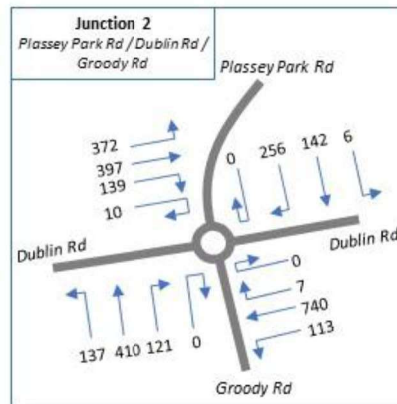 Junction 2
Plassey Park Rd /Dublin Rd /
Groody Rd
Plassey Park Rd
372
397
139
10
0
256
142
6
Dublin Rd
Dublin Rd
0
7
740
113
137
410
121
0
Groody Rd